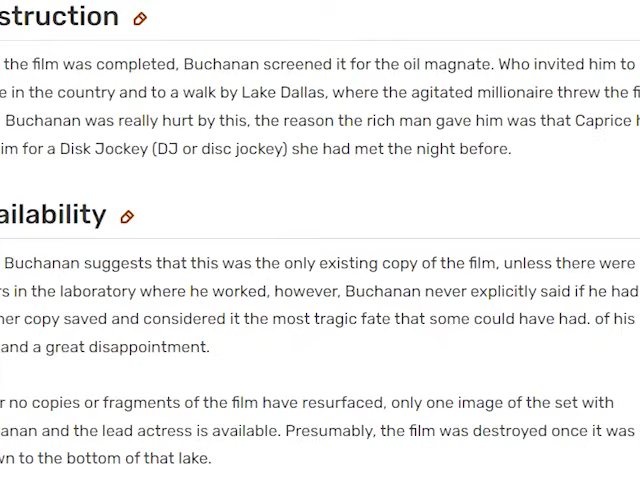 struction
the film was completed, Buchanan screened it for the oil magnate. Who invited him to
e in the country and to a walk by Lake Dallas, where the agitated millionaire threw the fi
Buchanan was really hurt by this, the reason the rich man gave him was that Caprice h
im for a Disk Jockey (DJ or disc jockey) she had met the night before.
ailability
Buchanan suggests that this was the only existing copy of the film, unless there were
rs in the laboratory where he worked, however, Buchanan never explicitly said if he had
her copy saved and considered it the most tragic fate that some could have had. of his
and a great disappointment.
r no copies or fragments of the film have resurfaced, only one image of the set with
anan and the lead actress is available. Presumably, the film was destroyed once it was
wn to the bottom of that lake.